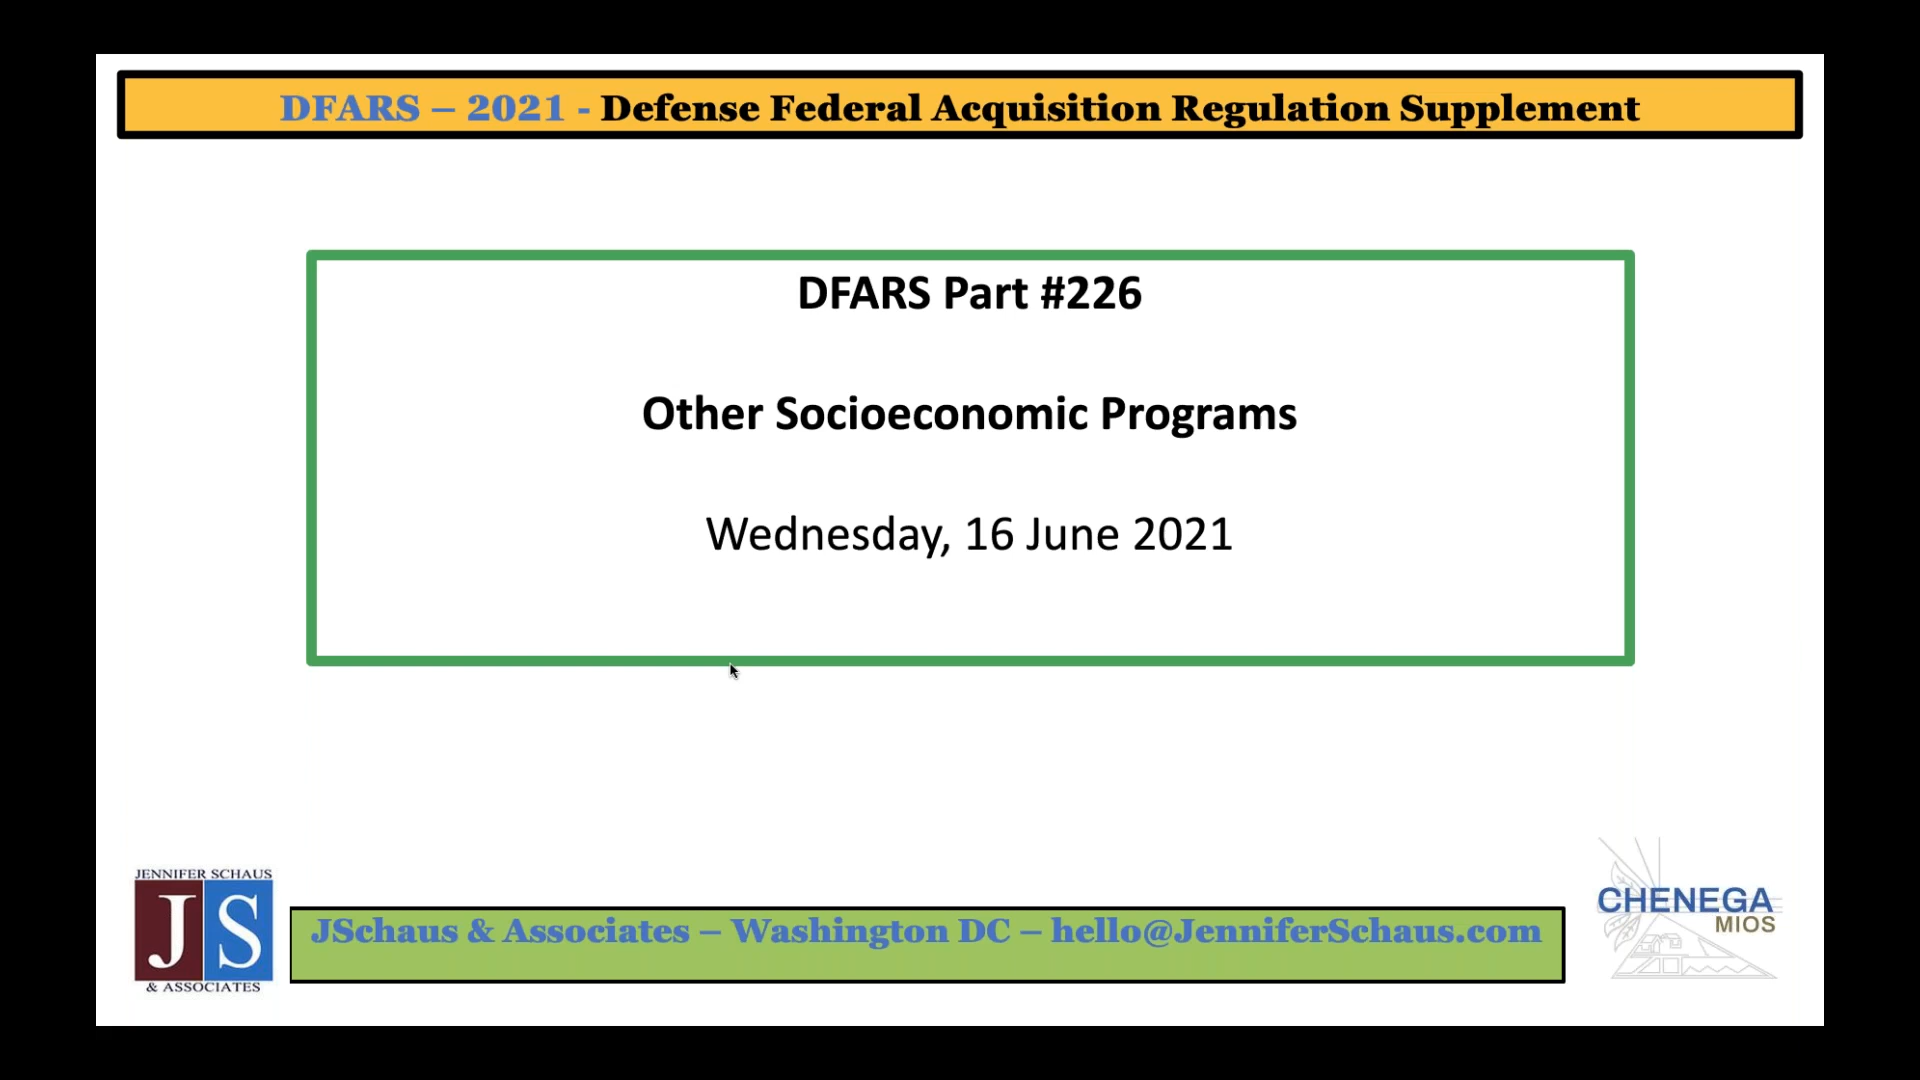 DFARS – 2021 - Defense Federal Acquisition Regulation Supplement
DFARS Part #226
Other Socioeconomic Programs
Wednesday, 16 June 2021
JENNIFER SCHAUS
JS
& ASSOCIATES
JSchaus & Associates – Washington DC – hello@JenniferSchaus.com
CHENEGA
MIOS